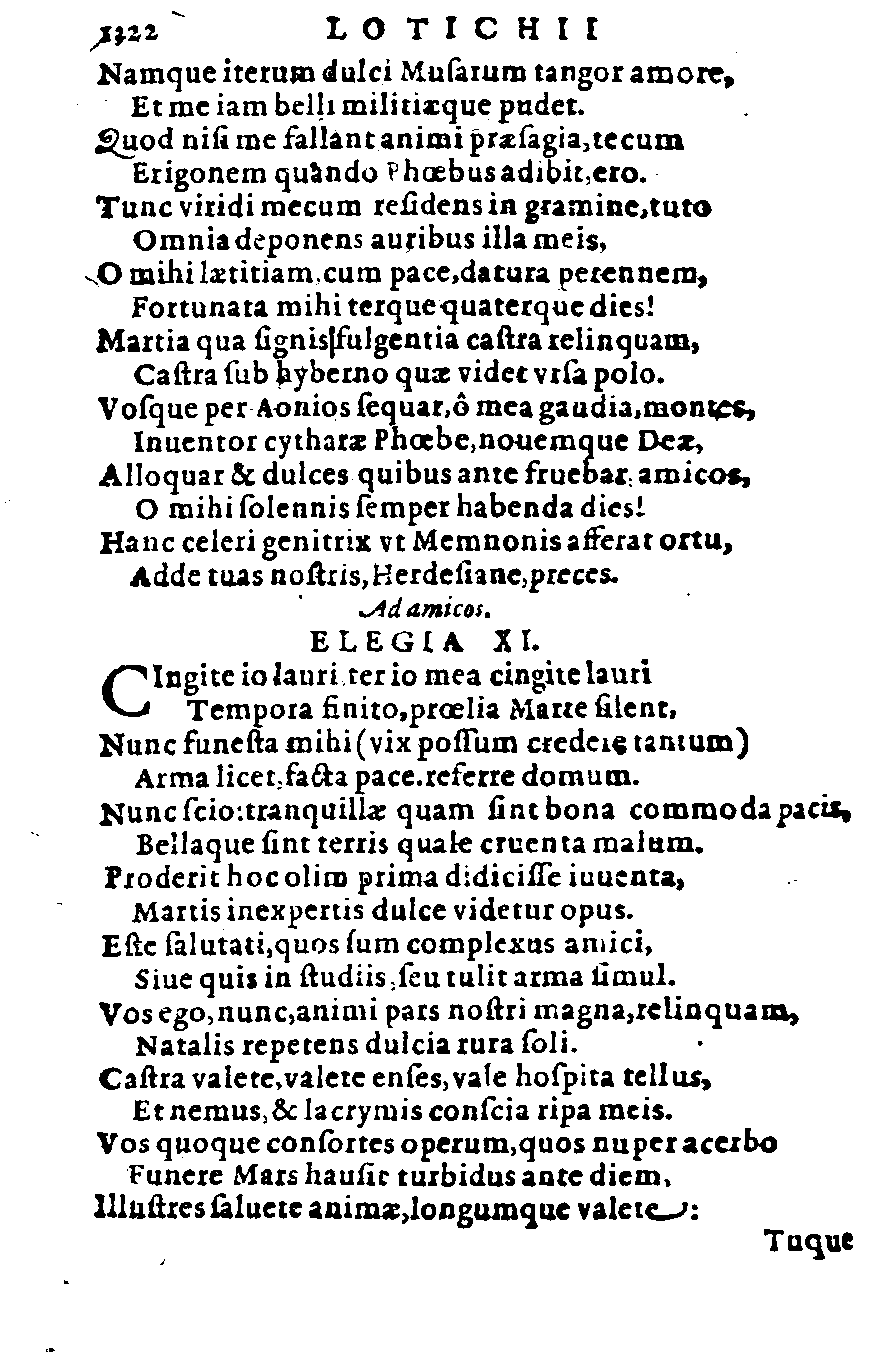 1322 LOTICHII
Namque iterum dulci Muſarum tangor amore,
Et me iam belli militiæque pudet.
Quod niſi me fallant animi præſagia, tecum
Erigonem quàndo Phœbus adibit, ero.
Tunc viridi mecum reſidens in gramine, tuto
Omnia deponens auribus illa meis,
O mihi lætitiam, cum pace, datura perennem,
Fortunata mihi terque quaterque dies!
Martia qua ſignis fulgentia caſtra relinquam,
Caſtra ſub hyberno quæ videt vrſa polo.
Voſque per Aonios ſequar, ô mea gaudia, montes,
Inuentor cytharæ Phœbe, nouemque Deæ,
Alloquar & dulces quibus ante fruebar, amicos,
O mihi ſolennis ſemper habenda dies!
Hanc celeri genitrix vt Memnonis afferat ortu,
Adde tuas noſtris, Herdeſiane, preces.
Ad amicos.
ELEGIA XI.
CIngite io lauri, ter io mea cingite lauri
Tempora finito, prœlia Marte ſilent,
Nunc funeſta mihi (vix poſſum credere tantum)
Arma licet, facta pace. referre domum.
Nunc ſcio: tranquillæ quam ſint bona commoda pacis,
Bellaque ſint terris quale cruenta malum.
Proderit hoc olim prima didiciſſe iuuenta,
Martis inexpertis dulce videtur opus.
Eſte ſalutati, quos ſum complexus amici,
Siue quis in ſtudiis, ſeu tulit arma ſimul.
Vos ego, nunc, animi pars noſtri magna, relinquam,
Natalis repetens dulcia rura ſoli.
Caſtra valete, valete enſes, vale hoſpita tellus,
Et nemus, & lacrymis conſcia ripa meis.
Vos quoque conſortes operum, quos nuper acerbo
Funere Mars hauſit turbidus ante diem,
Illuſtres ſaluete animæ, longumque valete:
Tuque